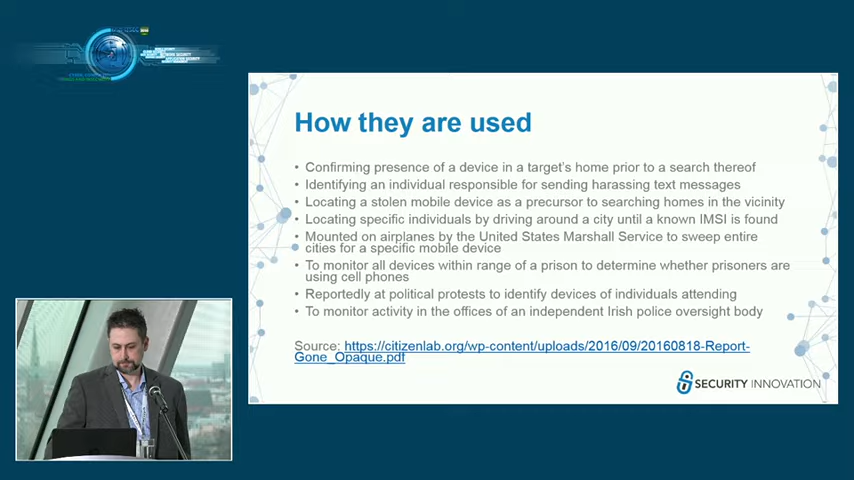 How they are used
• Confirming presence of a device in a target's home prior to a search thereof
• Identifying an individual responsible for sending harassing text messages
• Locating a stolen mobile device as a precursor to searching homes in the vicinity
• Locating specific individuals by driving around a city until a known IMSI is found
• Mounted on airplanes by the United States Marshall Service to sweep entire
cities for a specific mobile device
• To monitor all devices within range of a prison to determine whether prisoners are
using cell phones
• Reportedly at political protests to identify devices of individuals attending
• To monitor activity in the offices of an independent Irish police oversight body
Source: https://citizenlab.org/wp-content/uploads/2016/09/20160818-Report-
Gone_Opaque.pdf
SECURITY INNOVATION